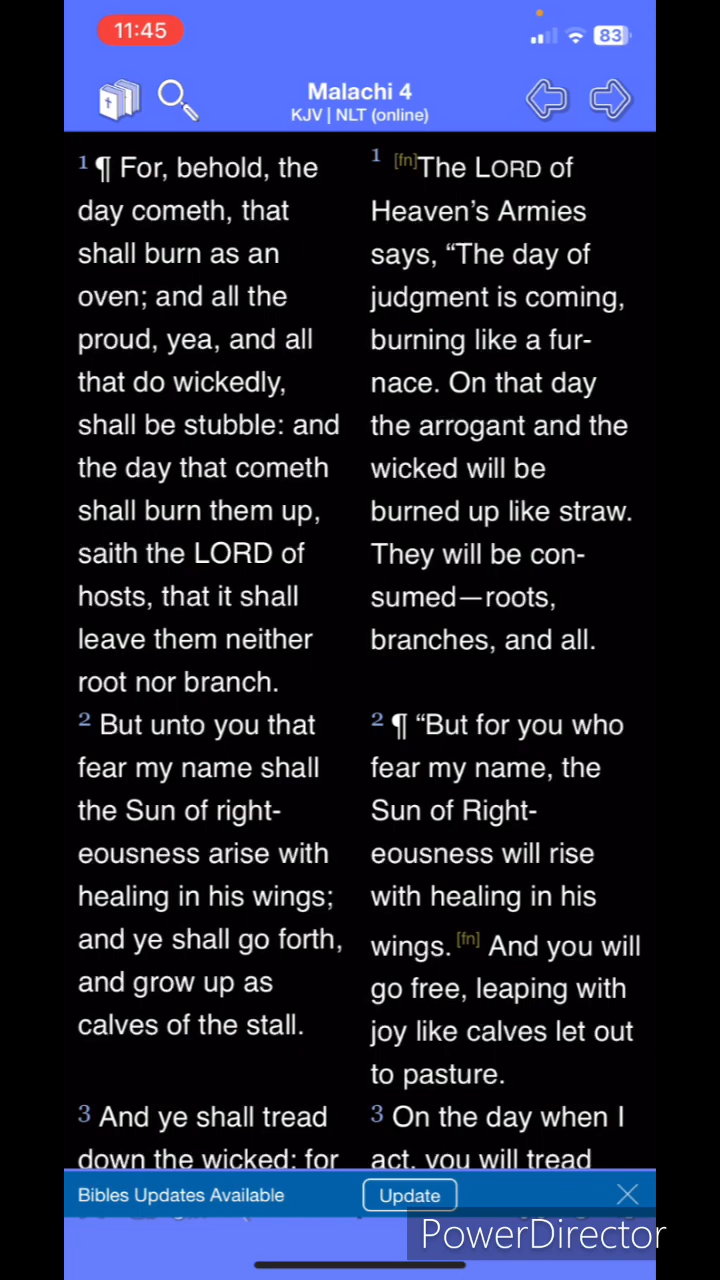 11:45
83
Malachi 4
KJV | NLT (online)
1 ¶ For, behold, the
day cometh, that
shall burn as an
oven; and all the
proud, yea, and all
that do wickedly,
shall be stubble: and
the day that cometh
shall burn them up,
saith the LORD of
hosts, that it shall
leave them neither
root nor branch.
2 But unto you that
fear my name shall
the Sun of right-
eousness arise with
healing in his wings;
and ye shall go forth,
and grow up as
calves of the stall.
3 And ye shall tread
down the wicked; for
1 [fn]The LORD of
Heaven's Armies
says, “The day of
judgment is coming,
burning like a fur-
nace. On that day
the arrogant and the
wicked will be
burned up like straw.
They will be con-
sumed—roots,
branches, and all.
2 ¶ “But for you who
fear my name, the
Sun of Right-
eousness will rise
with healing in his
wings. [fn] And you will
go free, leaping with
joy like calves let out
to pasture.
3 On the day when I
act, you will tread
Bibles Updates Available
Update
PowerDirector